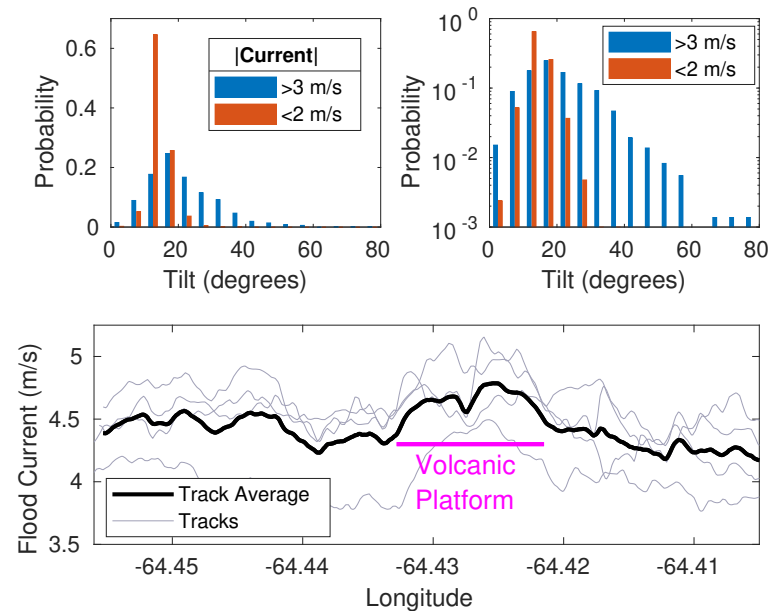 0.6
0.4
0.2
0
Probability
|Current|
>3 m/s
<2 m/s
0
20
40
60
80
Tilt (degrees)
10^0
10^-1
10^-2
10^-3
Probability
>3 m/s
<2 m/s
0
20
40
60
80
Tilt (degrees)
5
4.5
4
3.5
Flood Current (m/s)
Volcanic
Platform
Track Average
Tracks
-64.45
-64.44
-64.43
-64.42
-64.41
Longitude